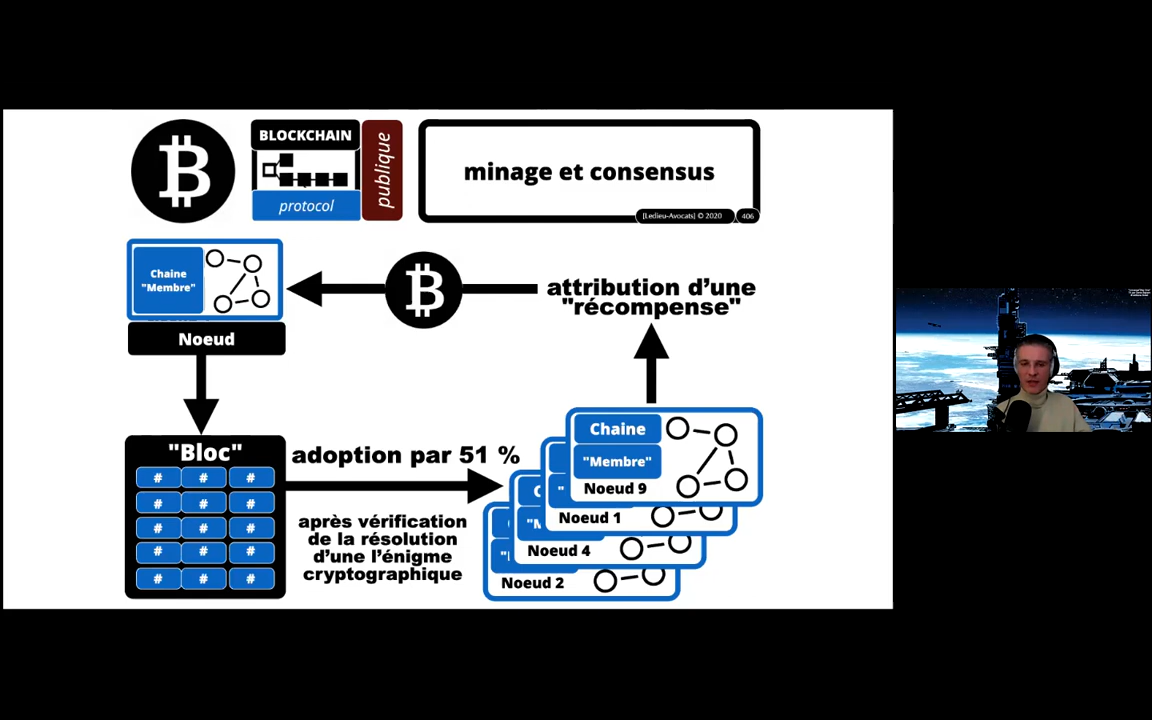 BLOCKCHAIN
protocol
publique
minage et consensus
[Ledieu-Avocats] © 2020
406
Chaine
"Membre"
Noeud
attribution d'une
"récompense"
"Bloc"
# # #
# # #
# # #
# # #
# # #
adoption par 51 %
après vérification
de la résolution
d'une l'énigme
cryptographique
Chaine
"Membre"
Noeud 9
Noeud 1
Noeud 4
Noeud 2